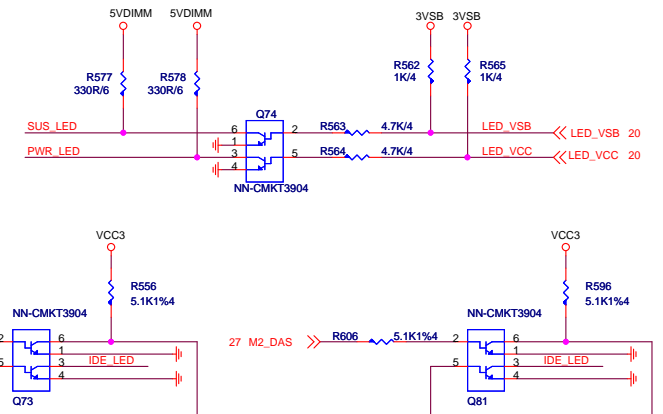 5VDIMM 5VDIMM 3VSB 3VSB
R577 R578 R562 R565
330R/6 330R/6 1K/4 1K/4
Q74
SUS_LED 6 2 R563 4.7K/4 LED_VSB LED_VSB 20
1
PWR_LED 3 5 R564 4.7K/4 LED_VCC LED_VCC 20
4
NN-CMKT3904
VCC3 VCC3
R556 R596
5.1K1%4 5.1K1%4
NN-CMKT3904 NN-CMKT3904
2 6 27 M2_DAS R606 5.1K1%4 2 6
1 1
5 3 IDE_LED 5 3 IDE_LED
4 4
Q73 Q81